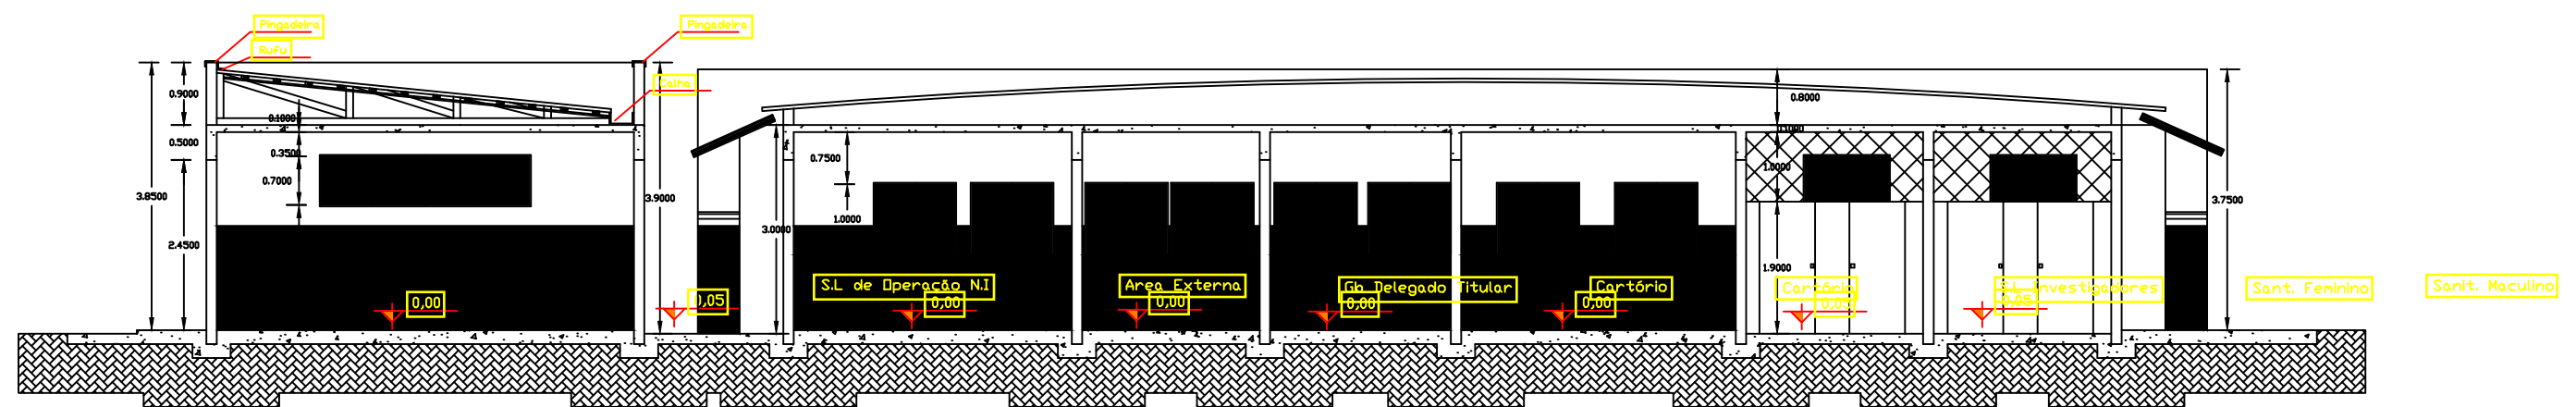 Pingadeira
Pingadeira
Rufu
Calha
0.9000
0.8000
0.1000
0.1000
0.5000
0.3500
0.7500
1.0000
0.7000
3.8500
3.9000
1.0000
3.7500
3.0000
2.4500
1.9000
S.L de Operacão N.I
Area Externa
Gb Delegado Titular
Cartório
Cartório
S.L Investigadores
Sant. Feminino
Sanit. Maculino
0,00
0,05
0,00
0,00
0,00
0,00
0,05
0,05